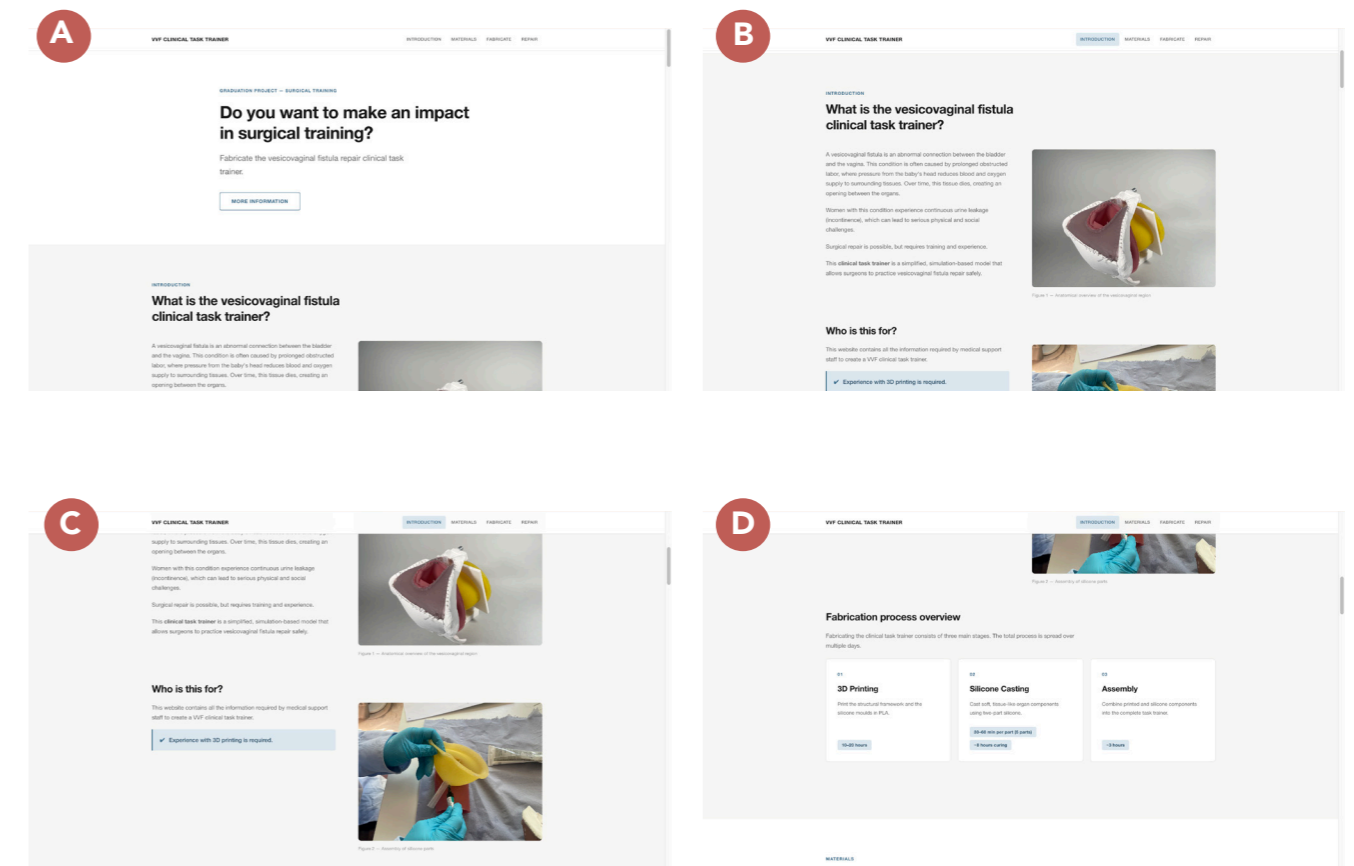 A
VVF CLINICAL TASK TRAINER
INTRODUCTION MATERIALS FABRICATE REPAIR
GRADUATION PROJECT — SURGICAL TRAINING
Do you want to make an impact
in surgical training?
Fabricate the vesicovaginal fistula repair clinical task
trainer.
MORE INFORMATION
INTRODUCTION
What is the vesicovaginal fistula
clinical task trainer?
A vesicovaginal fistula is an abnormal connection between the bladder
and the vagina. This condition is often caused by prolonged obstructed
labor, where pressure from the baby's head reduces blood and oxygen
supply to surrounding tissues. Over time, this tissue dies, creating an
opening between the organs.
B
VVF CLINICAL TASK TRAINER
INTRODUCTION MATERIALS FABRICATE REPAIR
INTRODUCTION
What is the vesicovaginal fistula
clinical task trainer?
A vesicovaginal fistula is an abnormal connection between the bladder
and the vagina. This condition is often caused by prolonged obstructed
labor, where pressure from the baby's head reduces blood and oxygen
supply to surrounding tissues. Over time, this tissue dies, creating an
opening between the organs.
Women with this condition experience continuous urine leakage
(incontinence), which can lead to serious physical and social
challenges.
Surgical repair is possible, but requires training and experience.
This clinical task trainer is a simplified, simulation-based model that
allows surgeons to practice vesicovaginal fistula repair safely.
Figure 1 — Anatomical overview of the vesicovaginal region
Who is this for?
This website contains all the information required by medical support
staff to create a VVF clinical task trainer.
✔ Experience with 3D printing is required.
C
VVF CLINICAL TASK TRAINER
INTRODUCTION MATERIALS FABRICATE REPAIR
supply to surrounding tissues. Over time, this tissue dies, creating an
opening between the organs.
Women with this condition experience continuous urine leakage
(incontinence), which can lead to serious physical and social
challenges.
Surgical repair is possible, but requires training and experience.
This clinical task trainer is a simplified, simulation-based model that
allows surgeons to practice vesicovaginal fistula repair safely.
Figure 1 — Anatomical overview of the vesicovaginal region
Who is this for?
This website contains all the information required by medical support
staff to create a VVF clinical task trainer.
✔ Experience with 3D printing is required.
Figure 2 — Assembly of silicone parts
D
VVF CLINICAL TASK TRAINER
INTRODUCTION MATERIALS FABRICATE REPAIR
Figure 2 — Assembly of silicone parts
Fabrication process overview
Fabricating the clinical task trainer consists of three main stages. The total process is spread over
multiple days.
01
3D Printing
Print the structural framework and the
silicone moulds in PLA.
02
Silicone Casting
Cast soft, tissue-like organ components
using two-part silicone.
per part (5 parts)
hours curing
03
Assembly
Combine printed and silicone components
into the complete task trainer.
~3 hours
MATERIALS